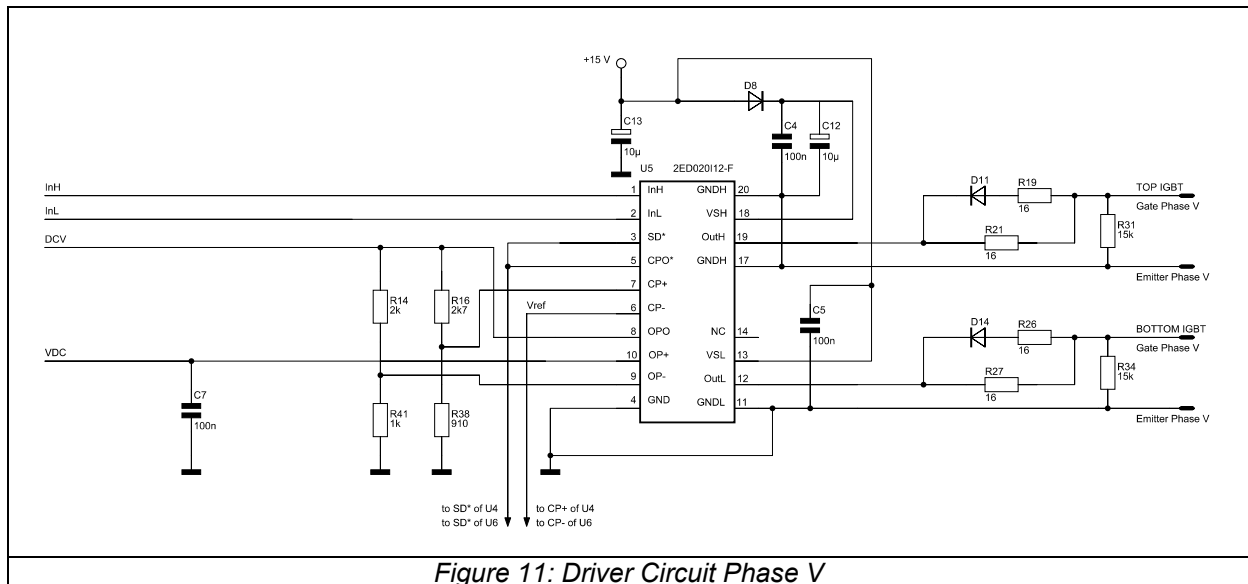 +15 V
D8
C13
10µ
C4
100n
C12
10µ
U5 2ED020I12-F
InH
InL
DCV
VDC
1 InH GNDH 20
2 InL VSH 18
3 SD* OutH 19
5 CPO* GNDH 17
7 CP+
6 CP-
8 OPO NC 14
10 OP+ VSL 13
9 OP- OutL 12
4 GND GNDL 11
Vref
R14
2k
R16
2k7
R41
1k
R38
910
C7
100n
C5
100n
D11
R19
16
R21
16
R31
15k
TOP IGBT
Gate Phase V
Emitter Phase V
D14
R26
16
R27
16
R34
15k
BOTTOM IGBT
Gate Phase V
Emitter Phase V
to SD* of U4
to SD* of U6
to CP+ of U4
to CP- of U6
Figure 11: Driver Circuit Phase V